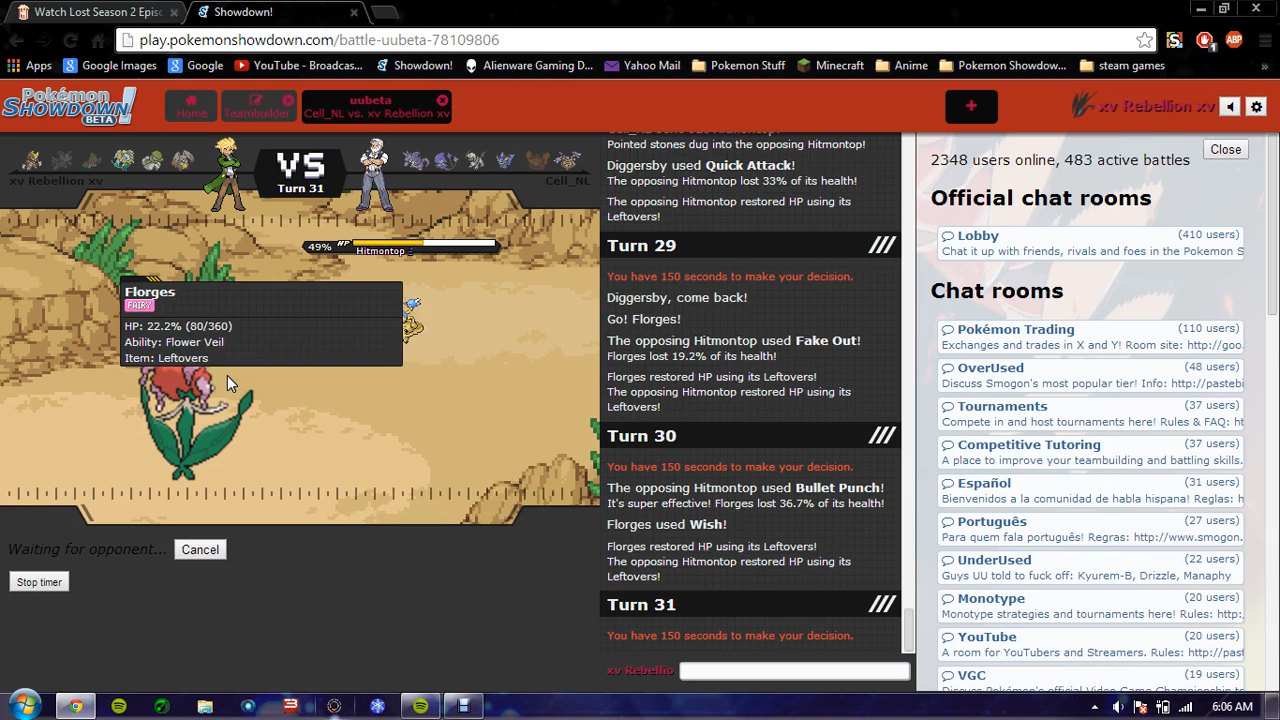 Watch Lost Season 2 Epis
Showdown!
play.pokemonshowdown.com/battle-uubeta-78109806
Apps
Google Images
Google
YouTube - Broadcas...
Showdown!
Alienware Gaming D...
Yahoo Mail
Pokemon Stuff
Minecraft
Anime
Pokemon Showdow...
steam games
»
Pokémon
SHOWDOWN!
BETA
Home
Teambuilder
uubeta
Cell_NL vs. xv Rebellion xv
+
xv Rebellion xv
VS
Turn 31
xv Rebellion xv
Cell_NL
49%
HP
Hitmontop
Florges
FAIRY
HP: 22.2% (80/360)
Ability: Flower Veil
Item: Leftovers
Waiting for opponent...
Cancel
Stop timer
Pointed stones dug into the opposing Hitmontop!
Diggersby used Quick Attack!
The opposing Hitmontop lost 33% of its health!
The opposing Hitmontop restored HP using its
Leftovers!
Turn 29
You have 150 seconds to make your decision.
Diggersby, come back!
Go! Florges!
The opposing Hitmontop used Fake Out!
Florges lost 19.2% of its health!
Florges restored HP using its Leftovers!
The opposing Hitmontop restored HP using its
Leftovers!
Turn 30
You have 150 seconds to make your decision.
The opposing Hitmontop used Bullet Punch!
It's super effective! Florges lost 36.7% of its health!
Florges used Wish!
Florges restored HP using its Leftovers!
The opposing Hitmontop restored HP using its
Leftovers!
Turn 31
You have 150 seconds to make your decision.
xv Rebellio
Close
2348 users online, 483 active battles
Official chat rooms
Lobby
(410 users)
Chat it up with friends, rivals and foes in the Pokemon S
Chat rooms
Pokémon Trading
(110 users)
Exchanges and trades in X and Y! Room site: http://goo.
OverUsed
(48 users)
Discuss Smogon's most popular tier! Info: http://pastebi
Tournaments
(37 users)
Compete in and host tournaments here! Rules & FAQ: ht
Competitive Tutoring
(37 users)
A place to improve your teambuilding and battling skills.
Español
(31 users)
Bienvenidos a la comunidad de habla hispana! Reglas: h
Português
(27 users)
Para quem fala português! Regras: http://www.smogon.
UnderUsed
(22 users)
Guys UU told to fuck off: Kyurem-B, Drizzle, Manaphy
Monotype
(20 users)
Monotype strategies and tournaments here! Rules: http:
YouTube
(20 users)
A room for YouTubers and Streamers. Rules: http://past
VGC
(19 users)
6:06 AM